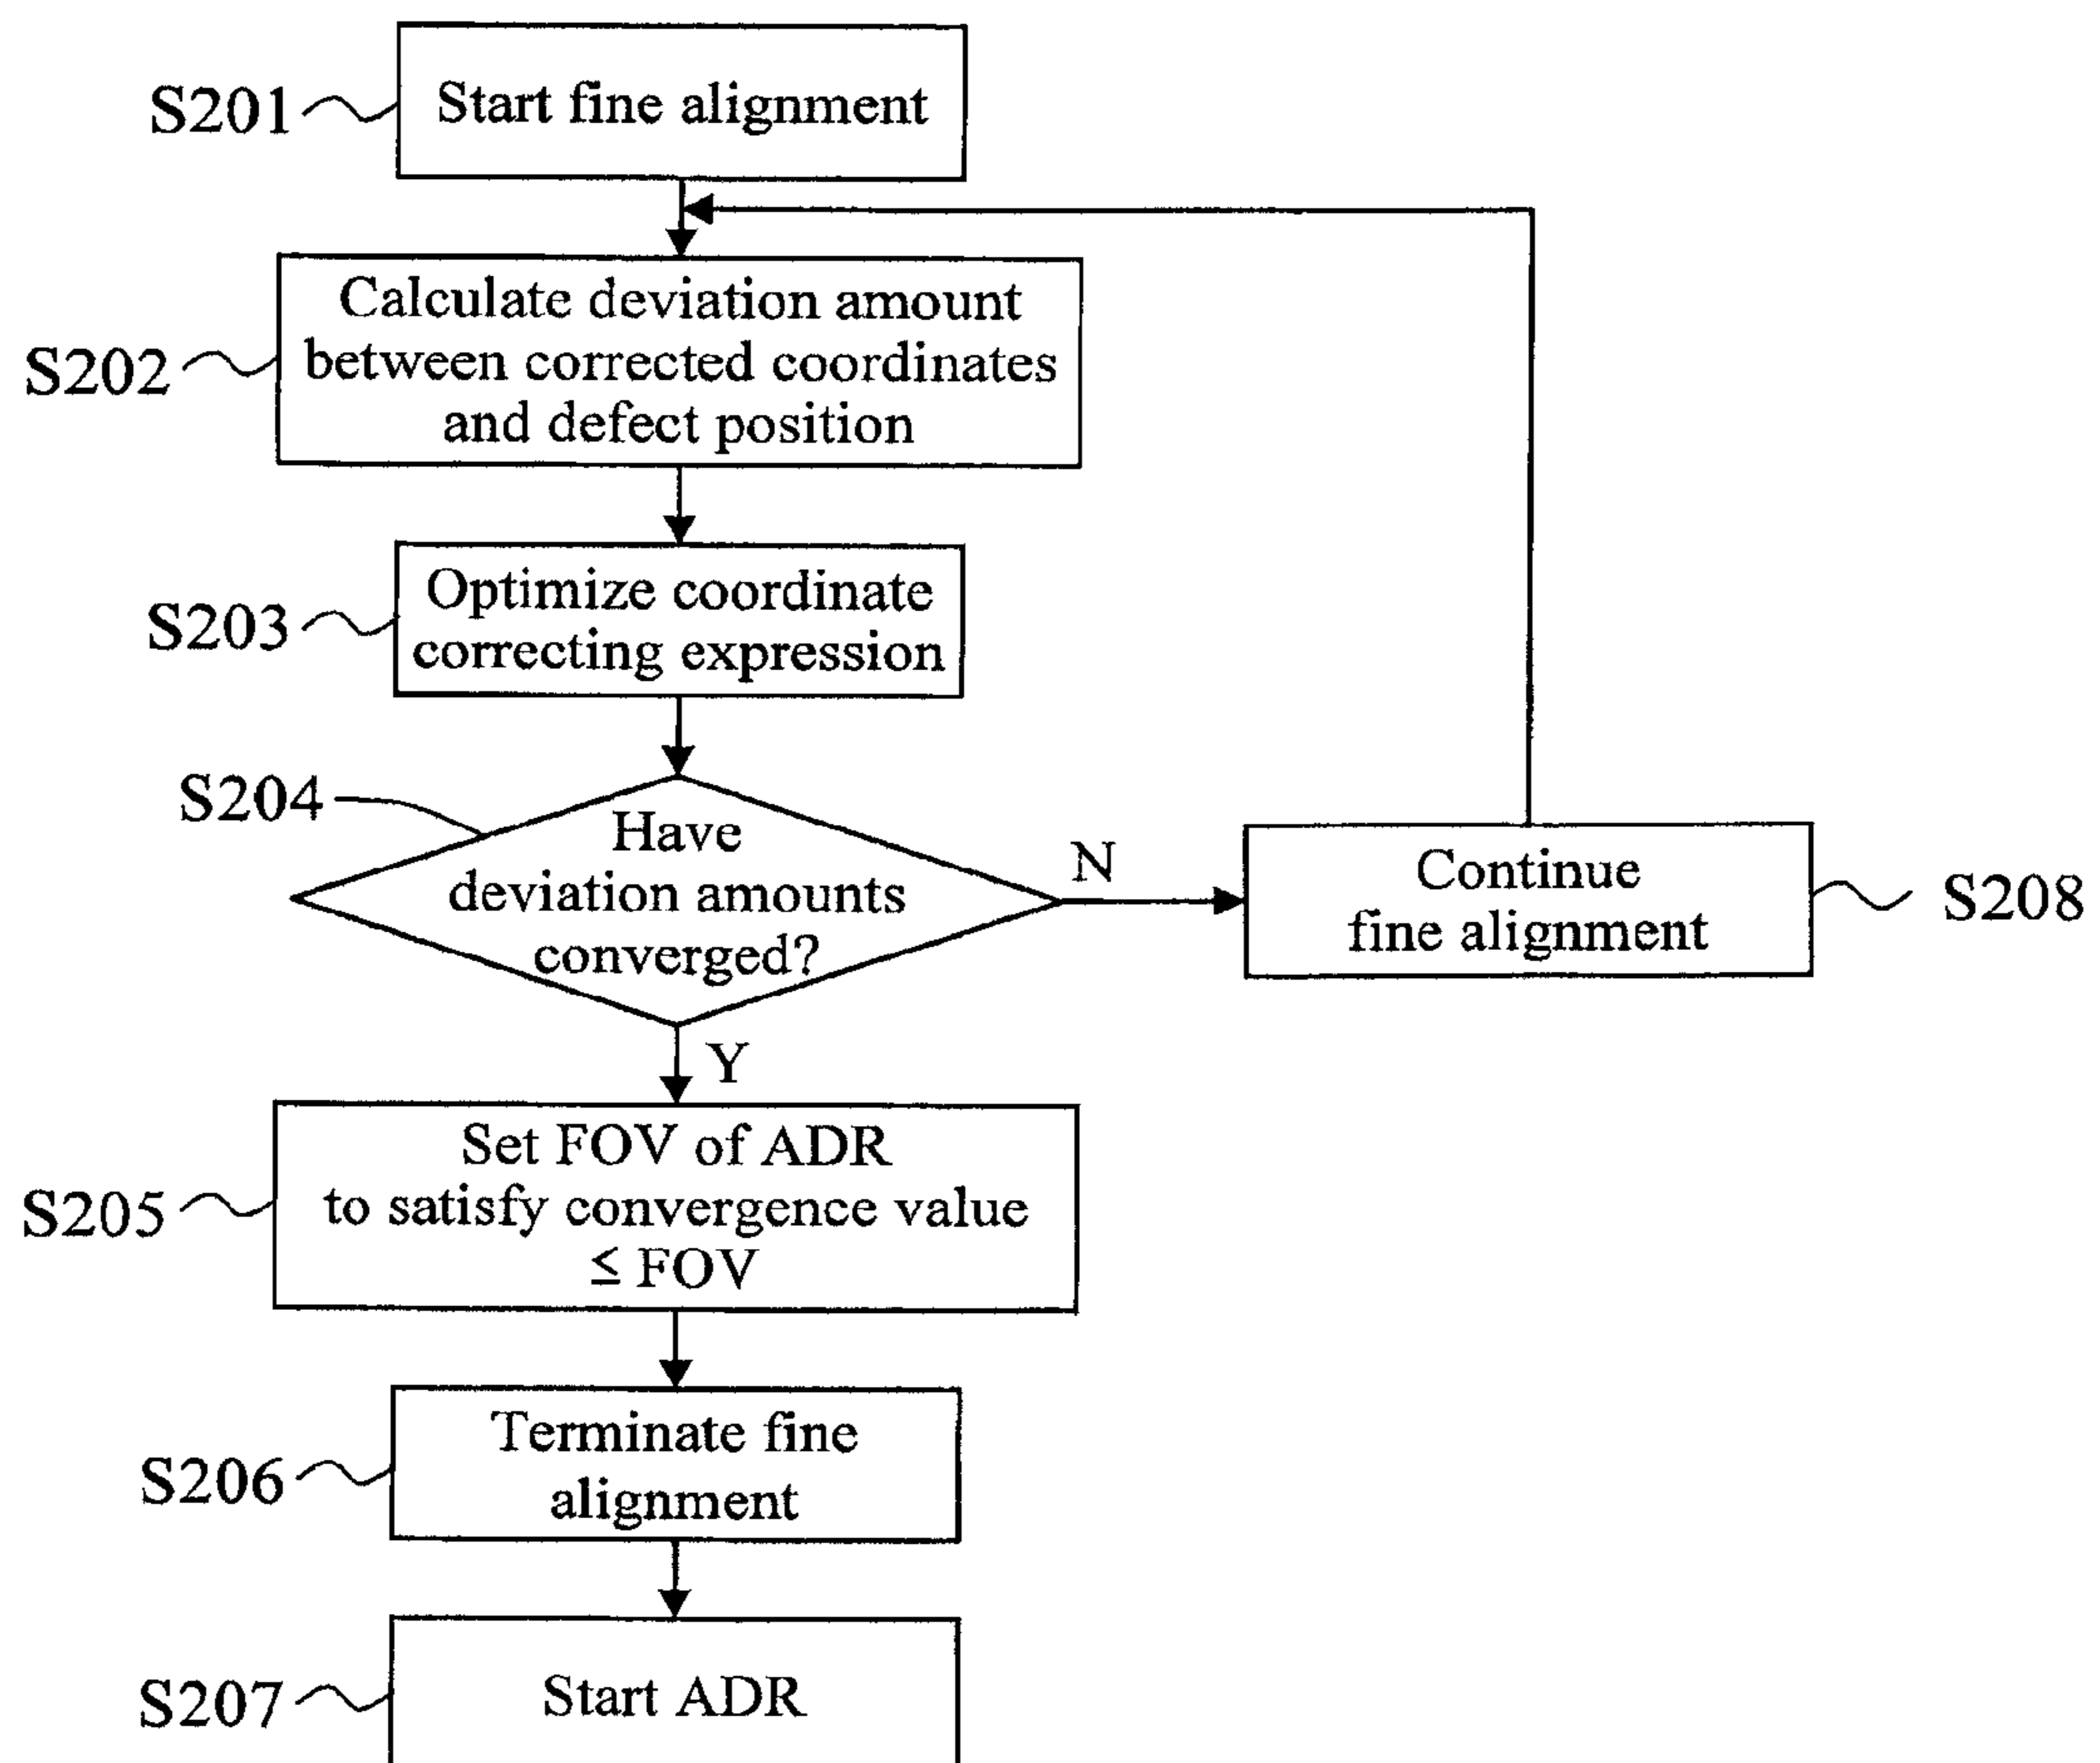 S201
Start fine alignment
S202
Calculate deviation amount
between corrected coordinates
and defect position
S203
Optimize coordinate
correcting expression
S204
Have
deviation amounts
converged?
N
Continue
fine alignment
S208
Y
S205
Set FOV of ADR
to satisfy convergence value
≤ FOV
S206
Terminate fine
alignment
S207
Start ADR